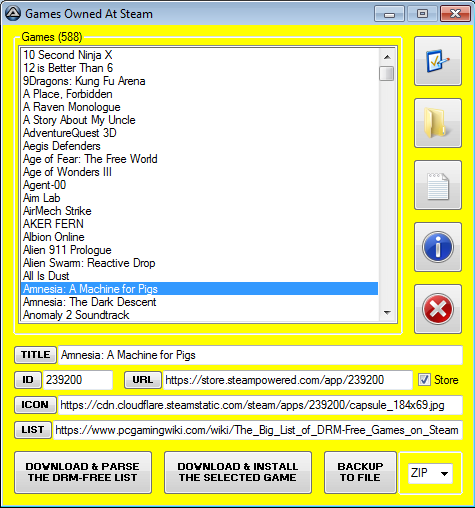 Games Owned At Steam
Games (588)
10 Second Ninja X
12 is Better Than 6
9Dragons: Kung Fu Arena
A Place, Forbidden
A Raven Monologue
A Story About My Uncle
AdventureQuest 3D
Aegis Defenders
Age of Fear: The Free World
Age of Wonders III
Agent-00
Aim Lab
AirMech Strike
AKER FERN
Albion Online
Alien 911 Prologue
Alien Swarm: Reactive Drop
All Is Dust
Amnesia: A Machine for Pigs
Amnesia: The Dark Descent
Anomaly 2 Soundtrack
TITLE Amnesia: A Machine for Pigs
ID 239200 URL https://store.steampowered.com/app/239200 Store
ICON https://cdn.cloudflare.steamstatic.com/steam/apps/239200/capsule_184x69.jpg
LIST https://www.pcgamingwiki.com/wiki/The_Big_List_of_DRM-Free_Games_on_Steam
DOWNLOAD & PARSE
THE DRM-FREE LIST
DOWNLOAD & INSTALL
THE SELECTED GAME
BACKUP
TO FILE
ZIP